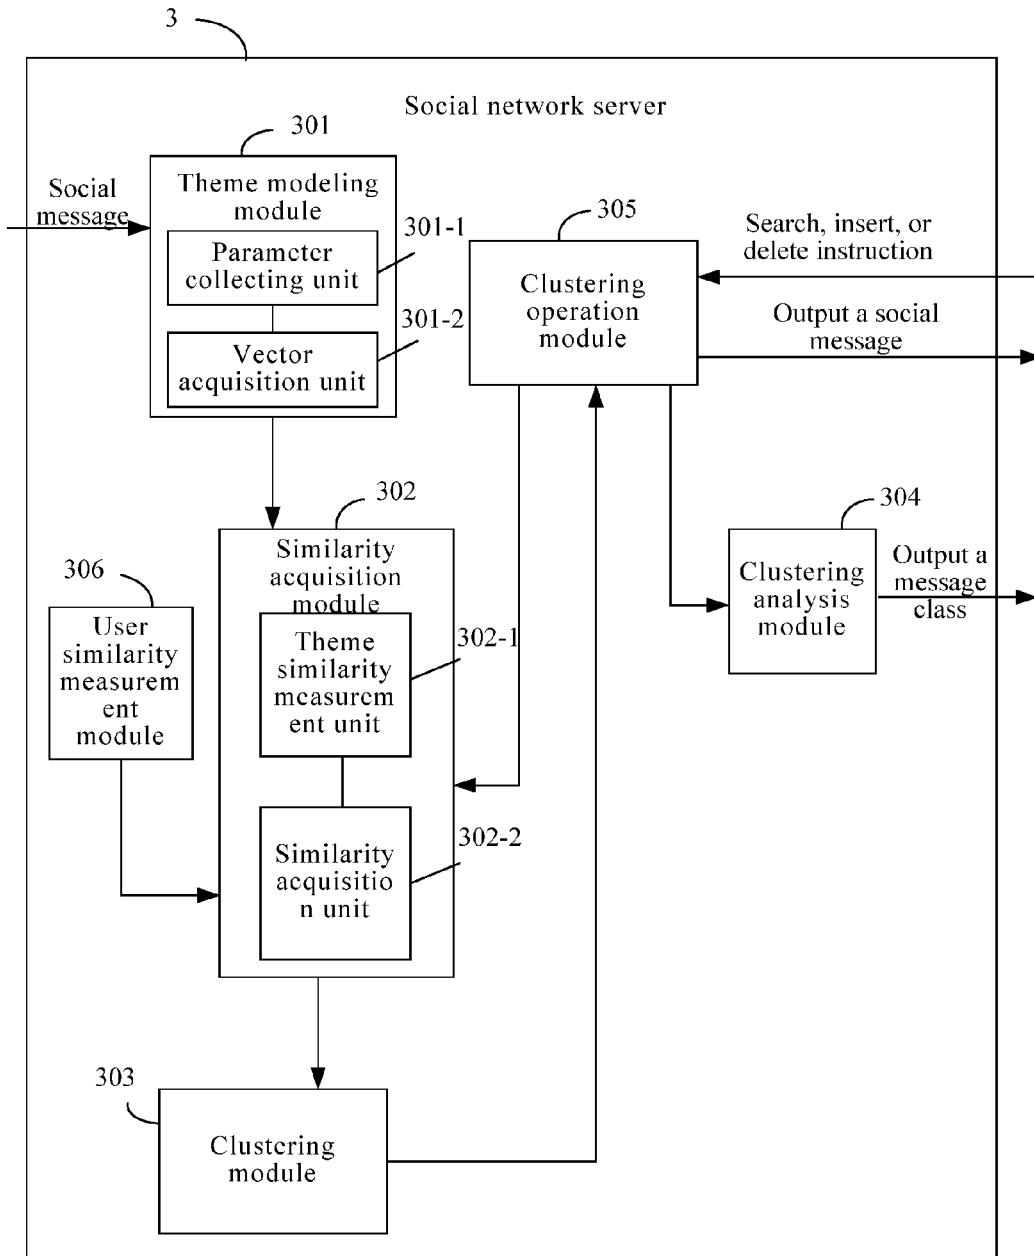 3
Social network server
301
Theme modeling
module
Social
message
301-1
Parameter
collecting unit
301-2
Vector
acquisition unit
305
Clustering
operation
module
Search, insert, or
delete instruction
Output a social
message
302
Similarity
acquisition
module
306
User
similarity
measurem
ent
module
302-1
Theme
similarity
measurem
ent unit
304
Clustering
analysis
module
Output a
message
class
302-2
Similarity
acquisitio
n unit
303
Clustering
module